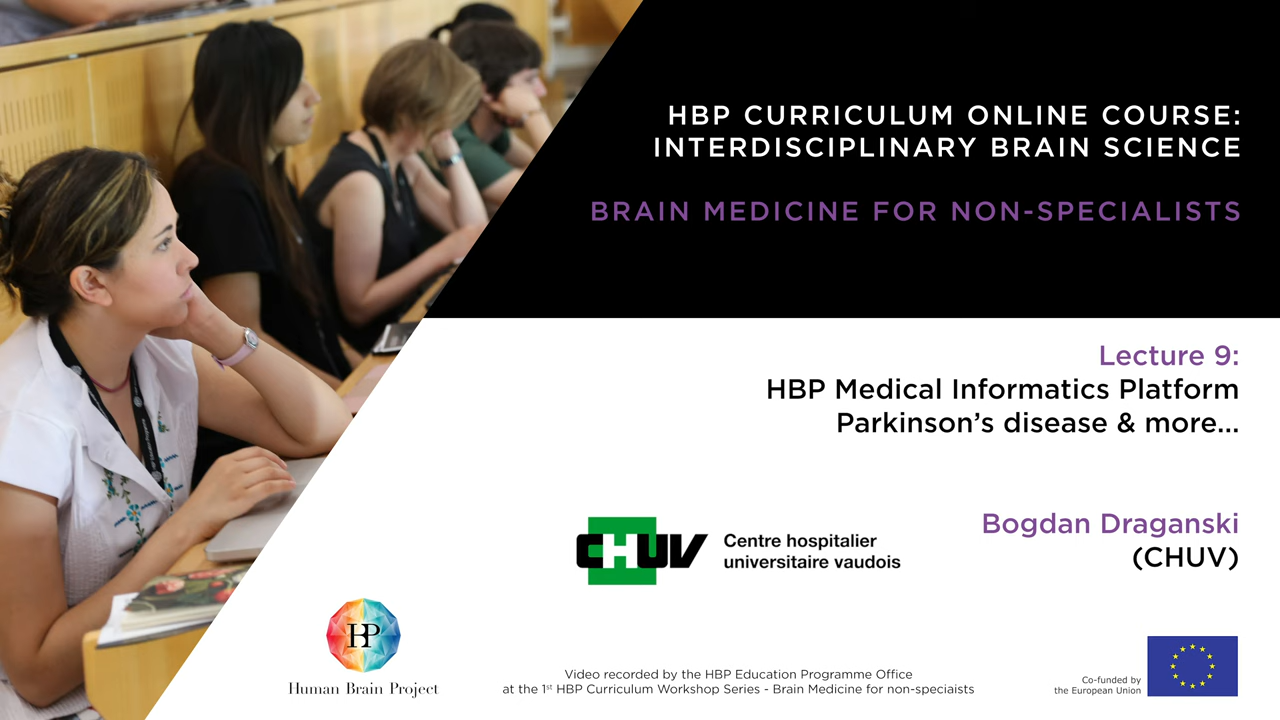 HBP CURRICULUM ONLINE COURSE:
INTERDISCIPLINARY BRAIN SCIENCE
BRAIN MEDICINE FOR NON-SPECIALISTS
Lecture 9:
HBP Medical Informatics Platform
Parkinson's disease & more...
Bogdan Draganski
(CHUV)
CHUV
Centre hospitalier
universitaire vaudois
HBP
Human Brain Project
Video recorded by the HBP Education Programme Office
at the 1st HBP Curriculum Workshop Series - Brain Medicine for non-speciaists
Co-funded by
the European Union